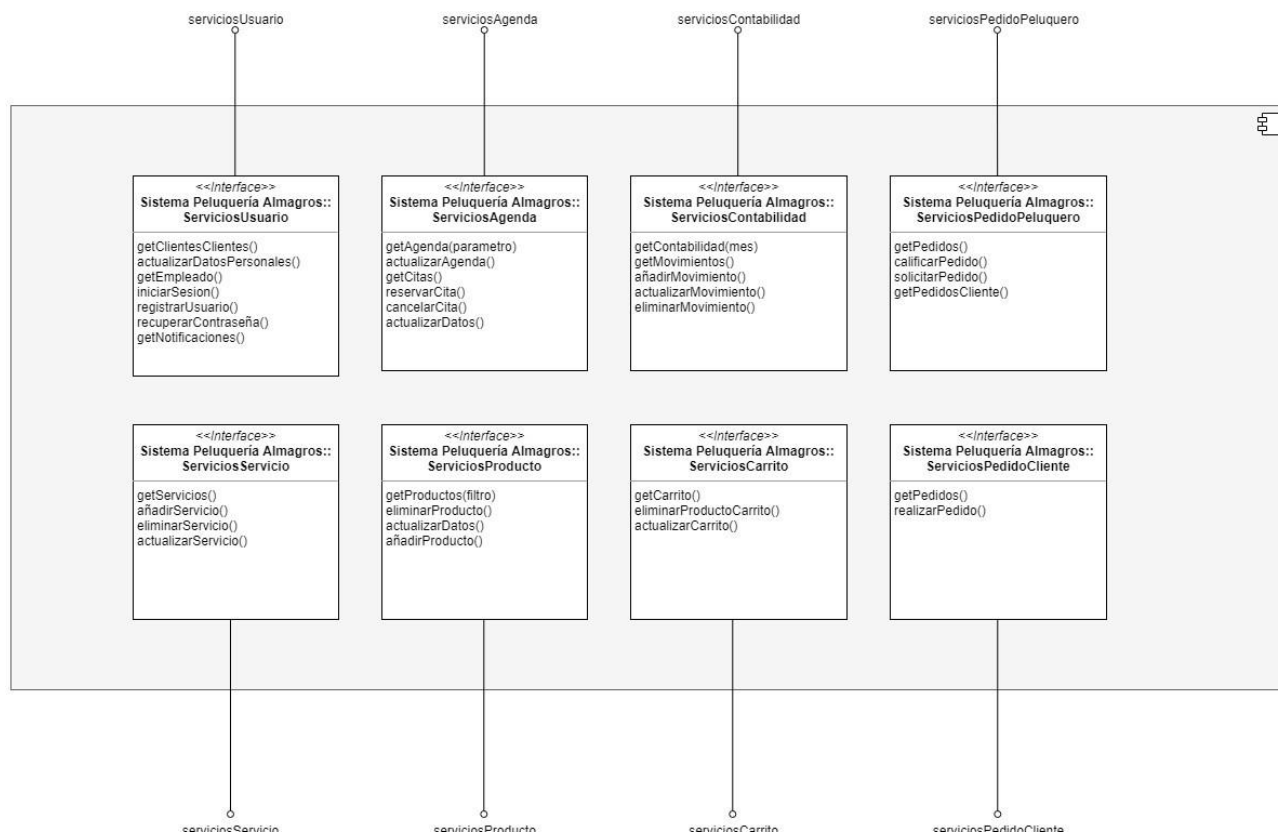 serviciosUsuario
serviciosAgenda
serviciosContabilidad
serviciosPedidoPeluquero
<<Interface>>
Sistema Peluquería Almagros::
ServiciosUsuario
getClientesClientes()
actualizarDatosPersonales()
getEmpleado()
iniciarSesion()
registrarUsuario()
recuperarContraseña()
getNotificaciones()
<<Interface>>
Sistema Peluquería Almagros::
ServiciosAgenda
getAgenda(parametro)
actualizarAgenda()
getCitas()
reservarCita()
cancelarCita()
actualizarDatos()
<<Interface>>
Sistema Peluquería Almagros::
ServiciosContabilidad
getContabilidad(mes)
getMovimientos()
añadirMovimiento()
actualizarMovimiento()
eliminarMovimiento()
<<Interface>>
Sistema Peluquería Almagros::
ServiciosPedidoPeluquero
getPedidos()
calificarPedido()
solicitarPedido()
getPedidosCliente()
<<Interface>>
Sistema Peluquería Almagros::
ServiciosServicio
getServicios()
añadirServicio()
eliminarServicio()
actualizarServicio()
<<Interface>>
Sistema Peluquería Almagros::
ServiciosProducto
getProductos(filtro)
eliminarProducto()
actualizarDatos()
añadirProducto()
<<Interface>>
Sistema Peluquería Almagros::
ServiciosCarrito
getCarrito()
eliminarProductoCarrito()
actualizarCarrito()
<<Interface>>
Sistema Peluquería Almagros::
ServiciosPedidoCliente
getPedidos()
realizarPedido()
serviciosServicio
serviciosProducto
serviciosCarrito
serviciosPedidoCliente